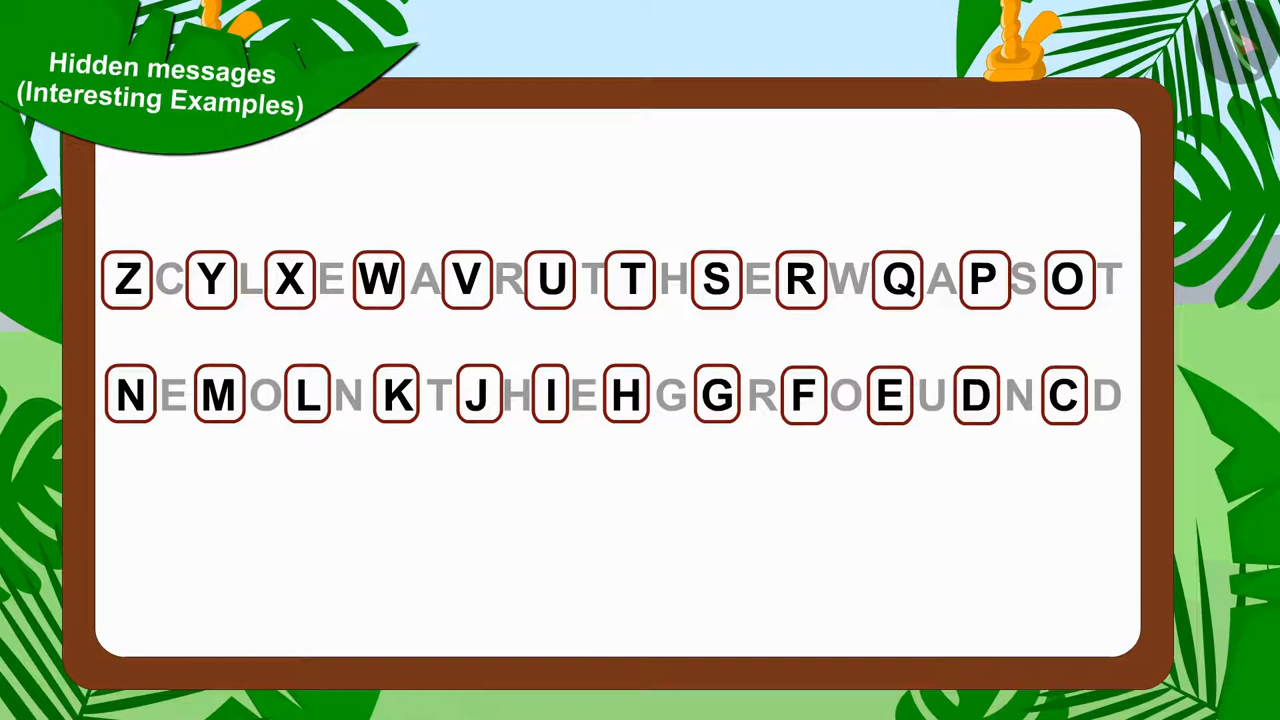 Hidden messages
(Interesting Examples)
ZCYLXEWAVRUTTHSERWQAPSOT
NEMOLNKTJHIEHGGRFOEUDNCD